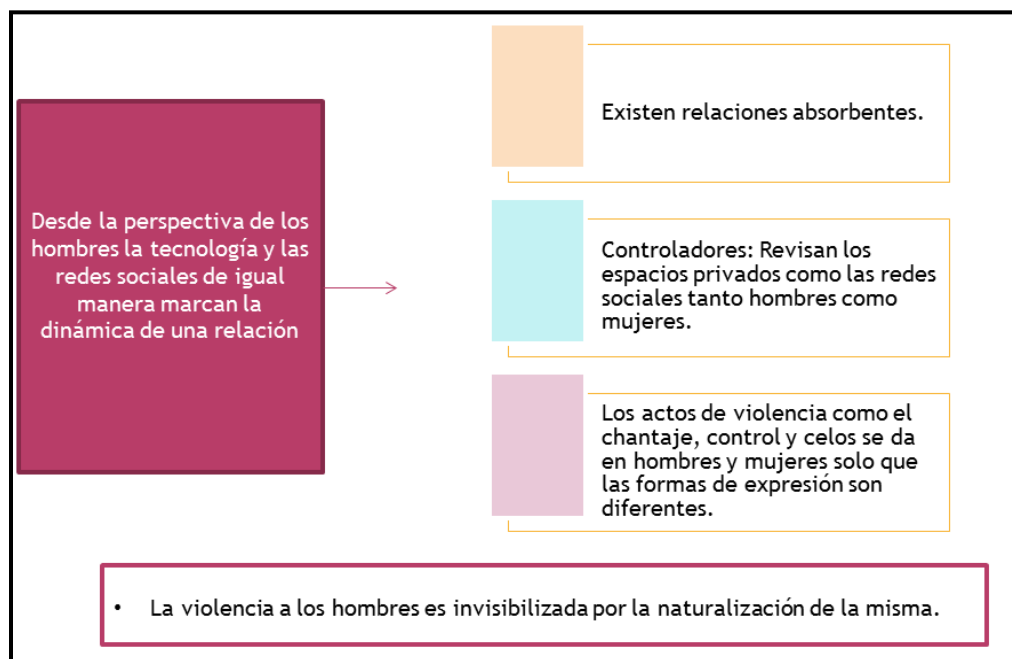 Desde la perspectiva de los
hombres la tecnología y las
redes sociales de igual
manera marcan la
dinámica de una relación
Existen relaciones absorbentes.
Controladores: Revisan los
espacios privados como las redes
sociales tanto hombres como
mujeres.
Los actos de violencia como el
chantaje, control y celos se da
en hombres y mujeres solo que
las formas de expresión son
diferentes.
• La violencia a los hombres es invisibilizada por la naturalización de la misma.